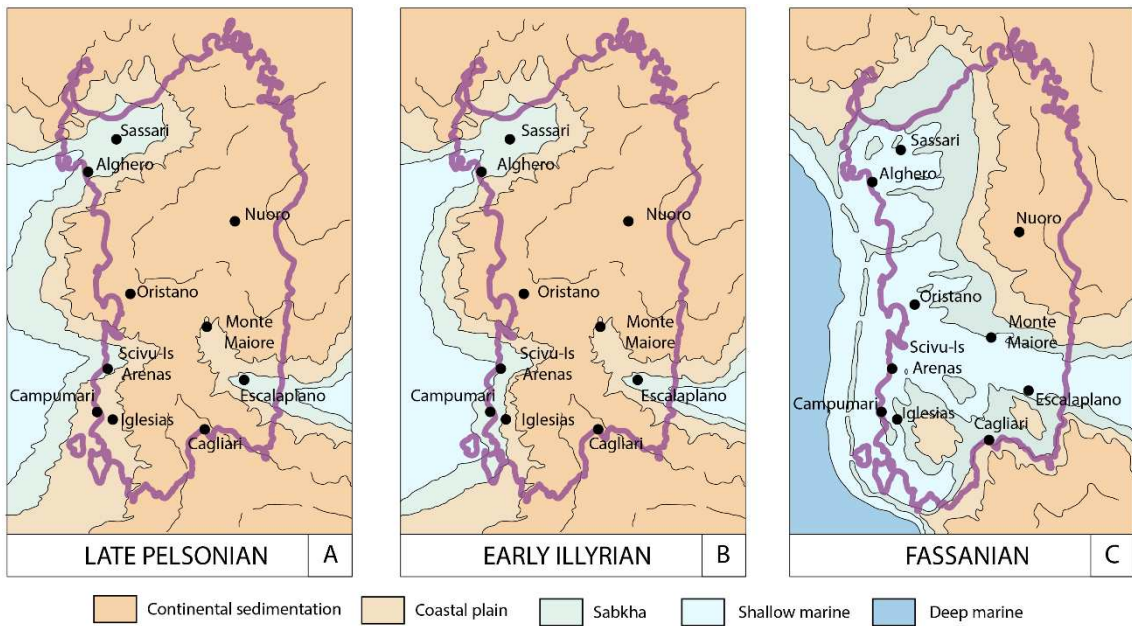 Sassari
Alghero
Nuoro
Oristano
Monte
Maiore
Scivu-Is
Arenas
Campumari
Escalaplano
Iglesias
Cagliari
LATE PELSONIAN
A
Sassari
Alghero
Nuoro
Oristano
Monte
Maiore
Scivu-Is
Arenas
Campumari
Escalaplano
Iglesias
Cagliari
EARLY ILLYRIAN
B
Sassari
Alghero
Nuoro
Oristano
Monte
Maiore
Scivu-Is
Arenas
Escalaplano
Campumari
Iglesias
Cagliari
FASSANIAN
C
Continental sedimentation
Coastal plain
Sabkha
Shallow marine
Deep marine